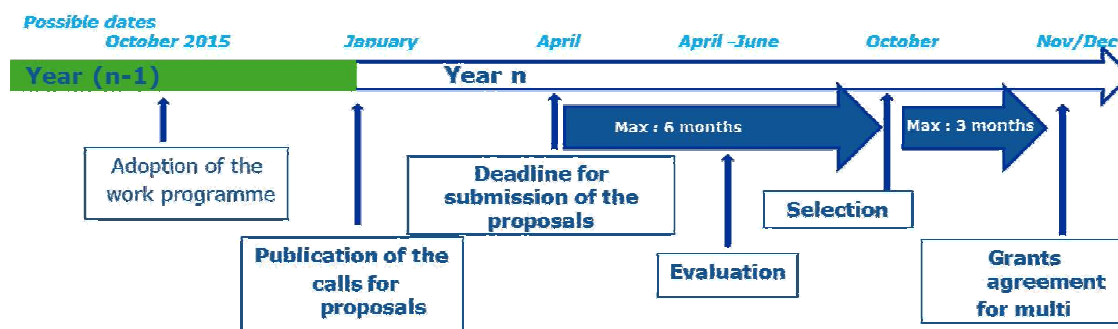 Possible dates
October 2015 January April April -June October Nov/Dec
Year (n-1) Year n
Max : 6 months Max : 3 months
Adoption of the
work programme
Deadline for
submission of the
proposals
Selection
Publication of the
calls for
proposals
Evaluation
Grants
agreement
for multi